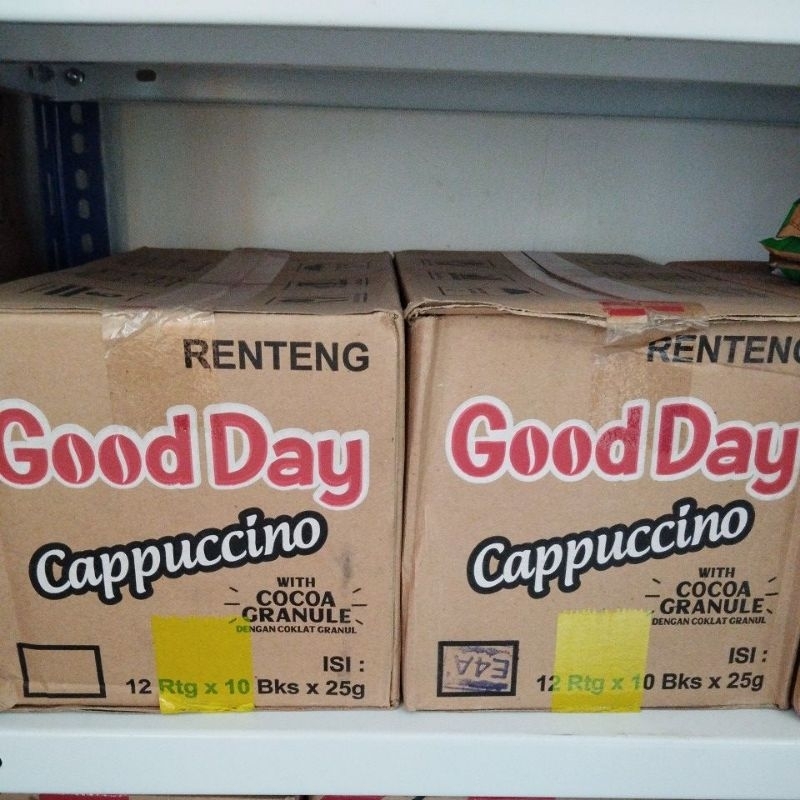 RENTENG
Good Day
Cappuccino
WITH
COCOA
GRANULE
DENGAN COKLAT GRANUL
ISI :
12 Rtg x 10 Bks x 25g
RENTENG
Good Day
Cappuccino
WITH
COCOA
GRANULE
DENGAN COKLAT GRANUL
E4A
ISI :
12 Rtg x 10 Bks x 25g